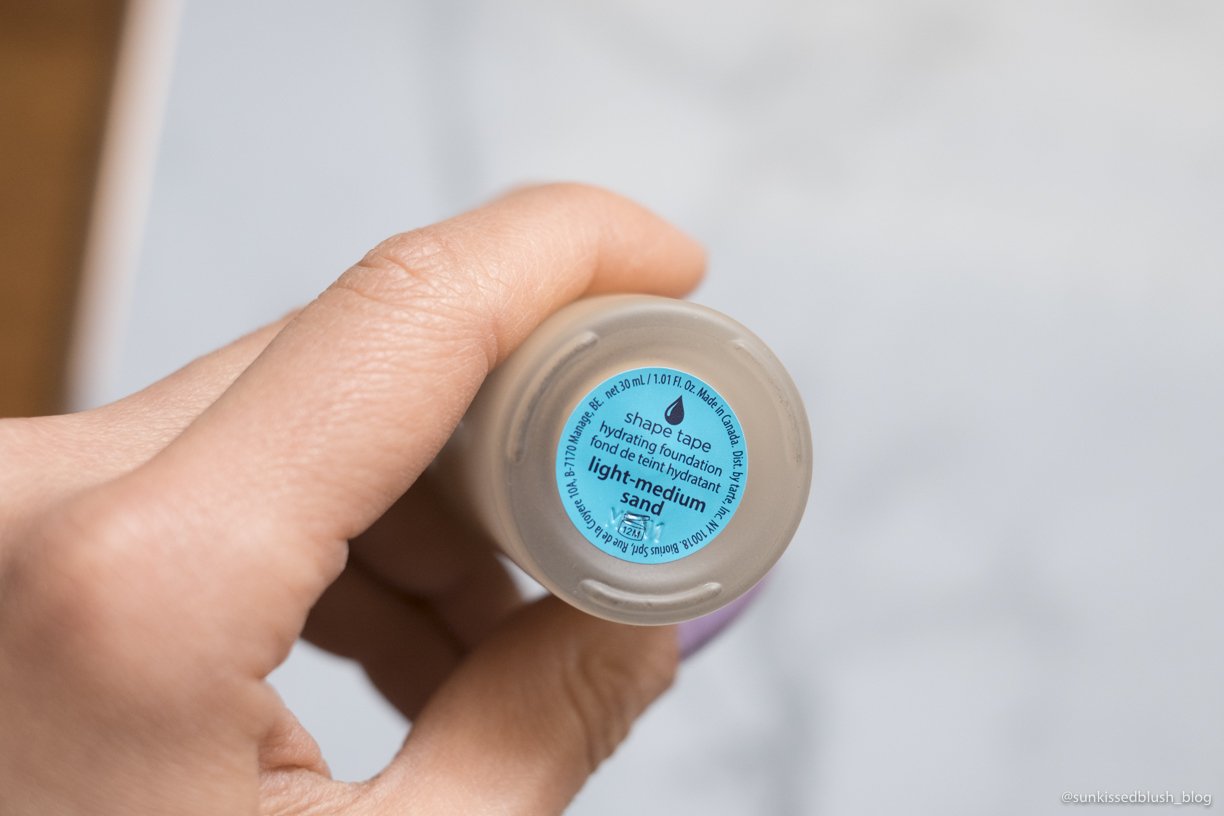 net 30 mL / 1.01 Fl. Oz. Made in Canada. Dist. by tarte, Inc. NY 10018. Biorius Sprl, Rue de la Croyere 10A, B-7170 Manage, BE.
shape tape
hydrating foundation
fond de teint hydratant
light-medium
sand
12M
@sunkissedblush_blog